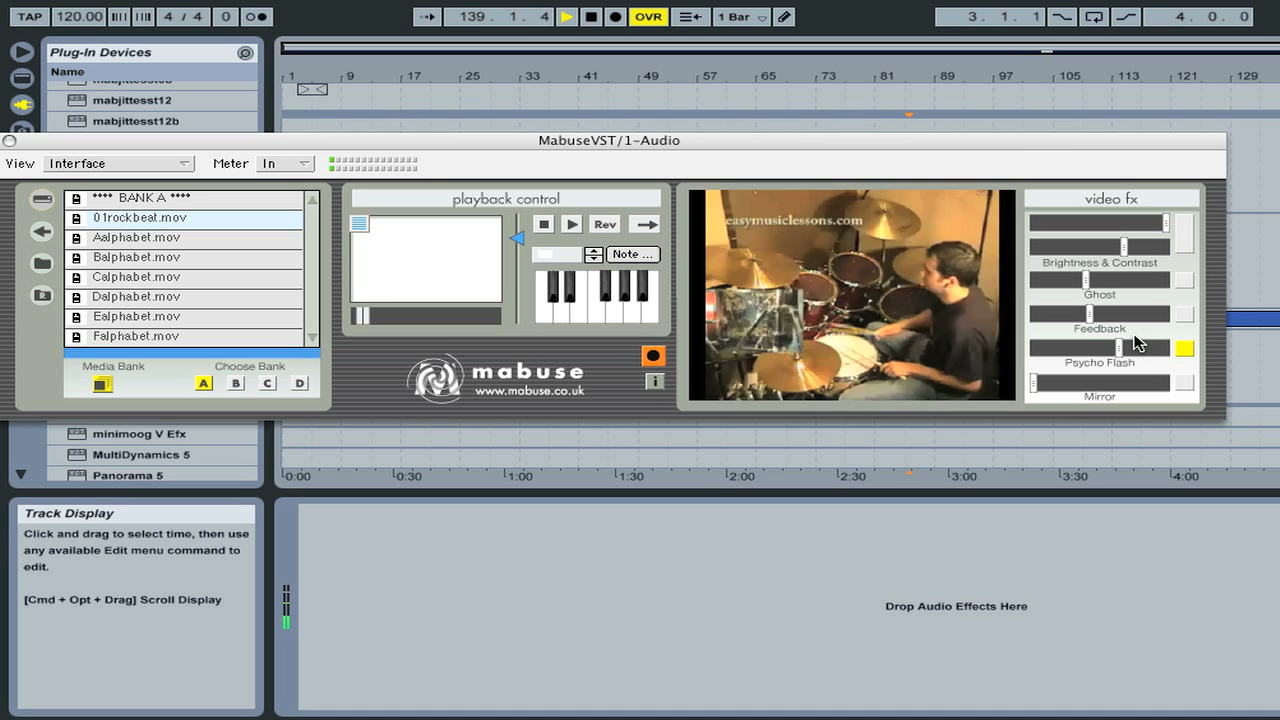 TAP 120.00 4 / 4 0 139. 1. 4 OVR 1 Bar 3. 1. 1 4. 0. 0
Plug-In Devices
Name
mabjittesst12
mabjittesst12b
1 9 17 25 33 41 49 57 65 73 81 89 97 105 113 121 129
MabuseVST/1-Audio
View Interface Meter In
**** BANK A ****
01rockbeat.mov
Aalphabet.mov
Balphabet.mov
Calphabet.mov
Dalphabet.mov
Ealphabet.mov
Falphabet.mov
Media Bank Choose Bank
A B C D
playback control
Rev
Note ...
mabuse
www.mabuse.co.uk
i
easymusiclessons.com
video fx
Brightness & Contrast
Ghost
Feedback
Psycho Flash
Mirror
minimoog V Efx
MultiDynamics 5
Panorama 5
0:00 0:30 1:00 1:30 2:00 2:30 3:00 3:30 4:00
Track Display
Click and drag to select time, then use
any available Edit menu command to
edit.
[Cmd + Opt + Drag] Scroll Display
Drop Audio Effects Here